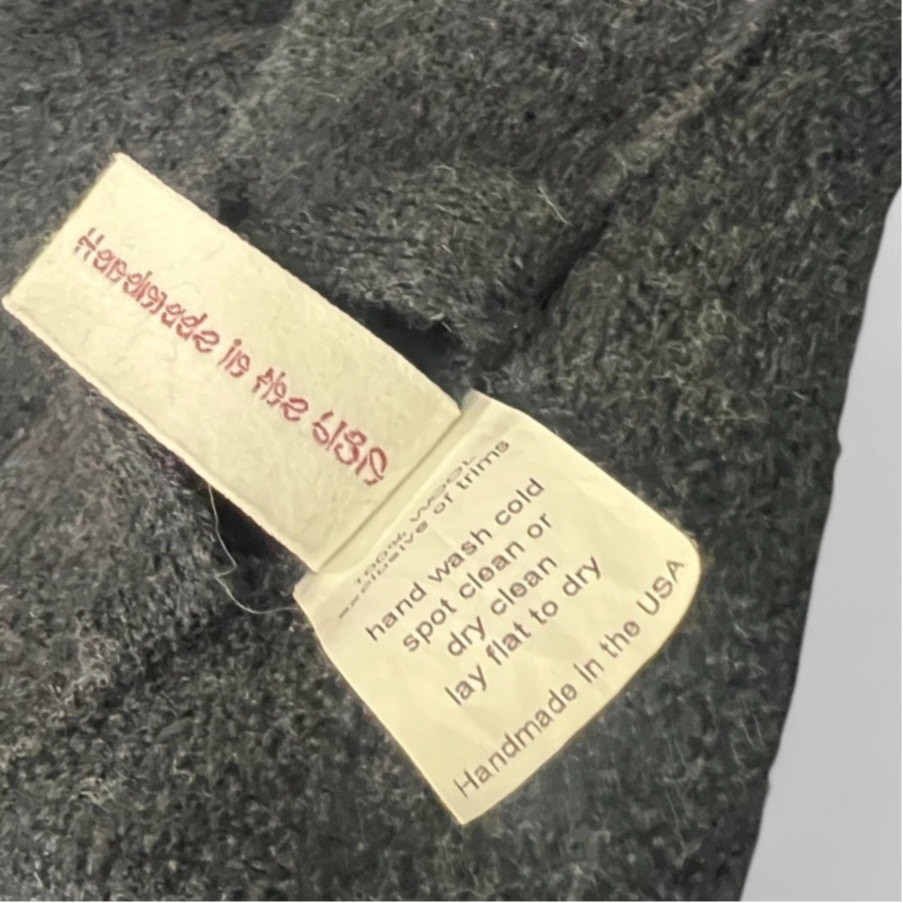 Handmade in the USA
100% WOOL
exclusive of trims
hand wash cold
spot clean or
dry clean
lay flat to dry
Handmade in the USA